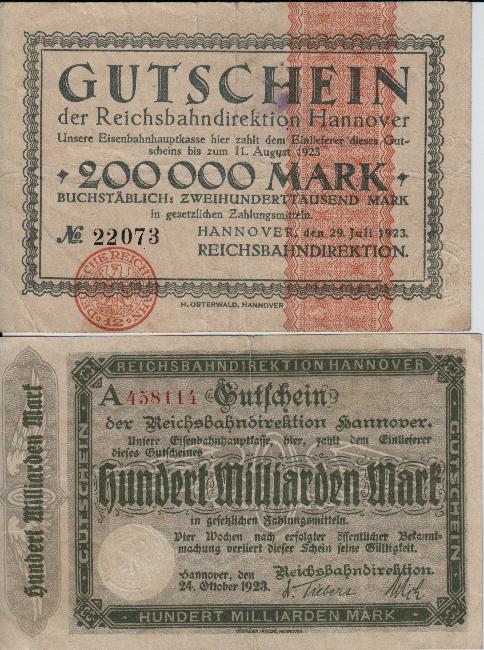 GUTSCHEIN
der Reichsbahndirektion Hannover
Unsere Eisenbahnhauptkasse hier zahlt dem Einlieferer dieses Gut-
scheins bis zum 11. August 1923
200000 MARK
BUCHSTÄBLICH: ZWEIHUNDERTTAUSEND MARK
in gesetzlichen Zahlungsmitteln.
HANNOVER, den 29. Juli 1923.
№ 22073
REICHSBAHNDIREKTION.
DEUTSCHE REICHSBAHN
12
H. OSTERWALD, HANNOVER
REICHSBAHNDIREKTION HANNOVER
A 458114 Gutschein
der Reichsbahndirektion Hannover.
Unsere Eisenbahnhauptkasse, hier, zahlt dem Einlieferer
dieses Gutscheines
Hundert Milliarden Mark
in gesetzlichen Zahlungsmitteln.
Vier Wochen nach erfolgter öffentlicher Bekannt-
machung verliert dieser Schein seine Gültigkeit.
Hannover, den
24. Oktober 1923.
Reichsbahndirektion.
HUNDERT MILLIARDEN MARK
GUTSCHEIN
GUTSCHEIN
Hundert Milliarden Mark